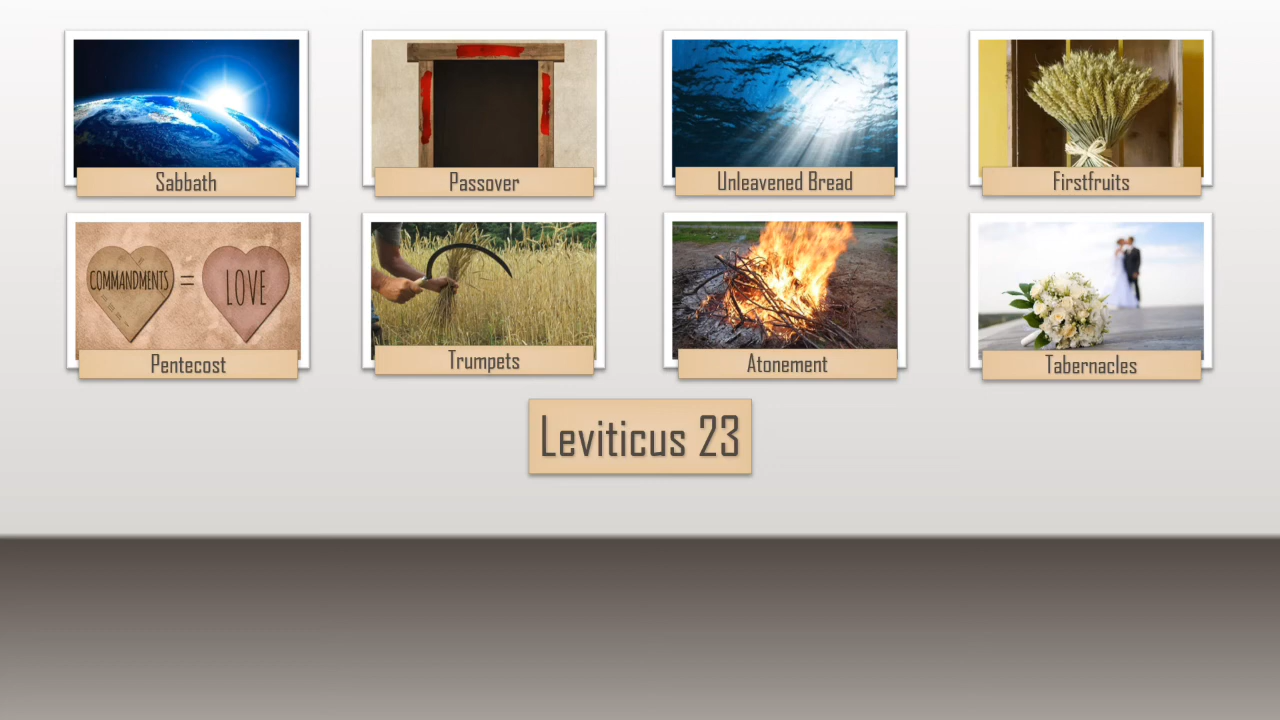 Sabbath
Passover
Unleavened Bread
Firstfruits
COMMANDMENTS = LOVE
Pentecost
Trumpets
Atonement
Tabernacles
Leviticus 23